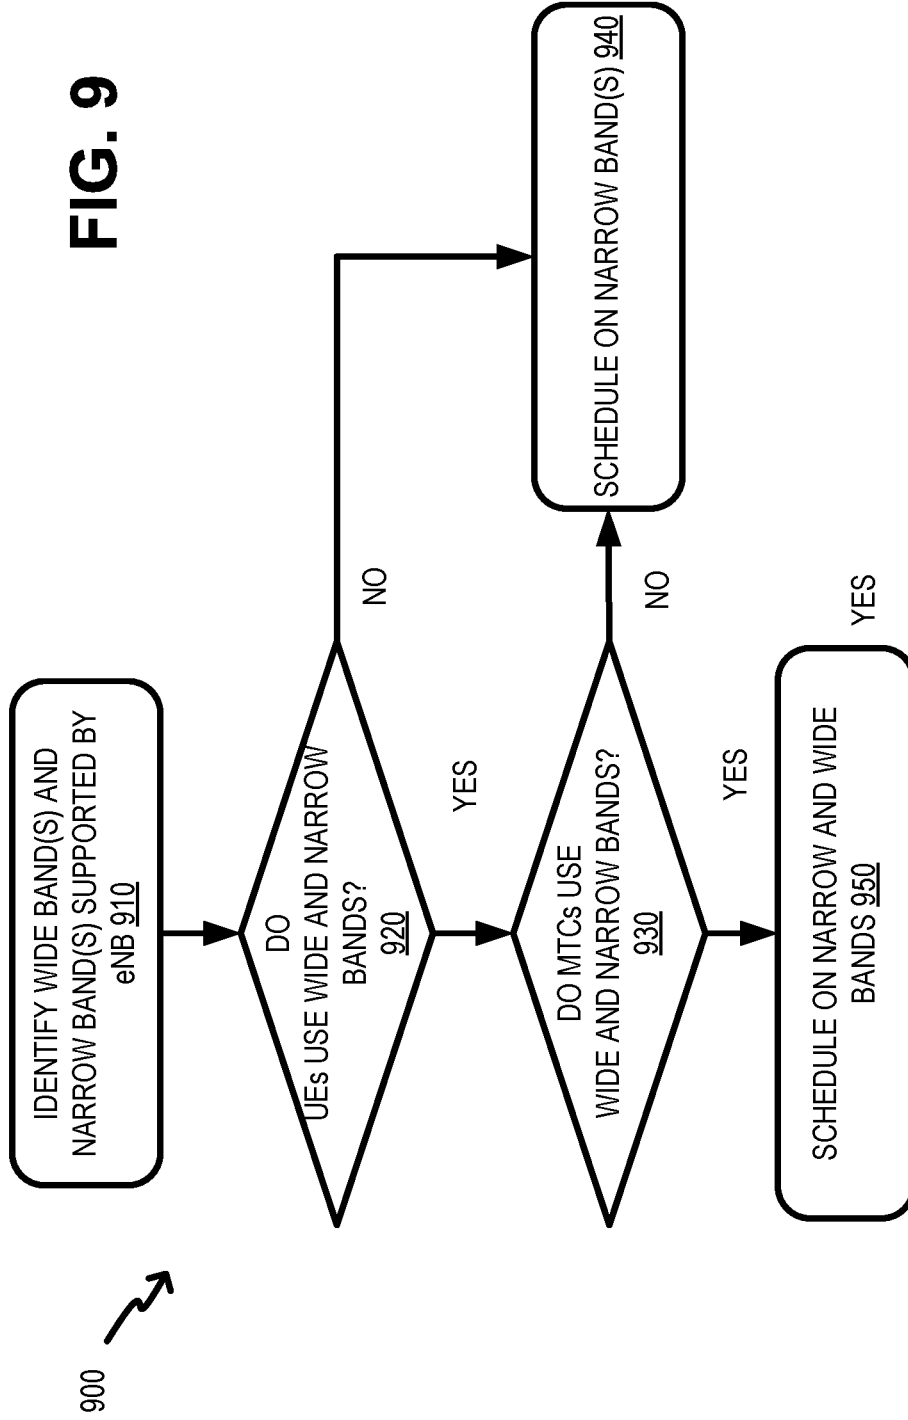 FIG. 9
900
IDENTIFY WIDE BAND(S) AND
NARROW BAND(S) SUPPORTED BY
eNB 910
DO
UEs USE WIDE AND NARROW
BANDS?
920
NO
YES
DO MTCs USE
WIDE AND NARROW BANDS?
930
NO
SCHEDULE ON NARROW BAND(S) 940
YES
SCHEDULE ON NARROW AND WIDE
BANDS 950
YES